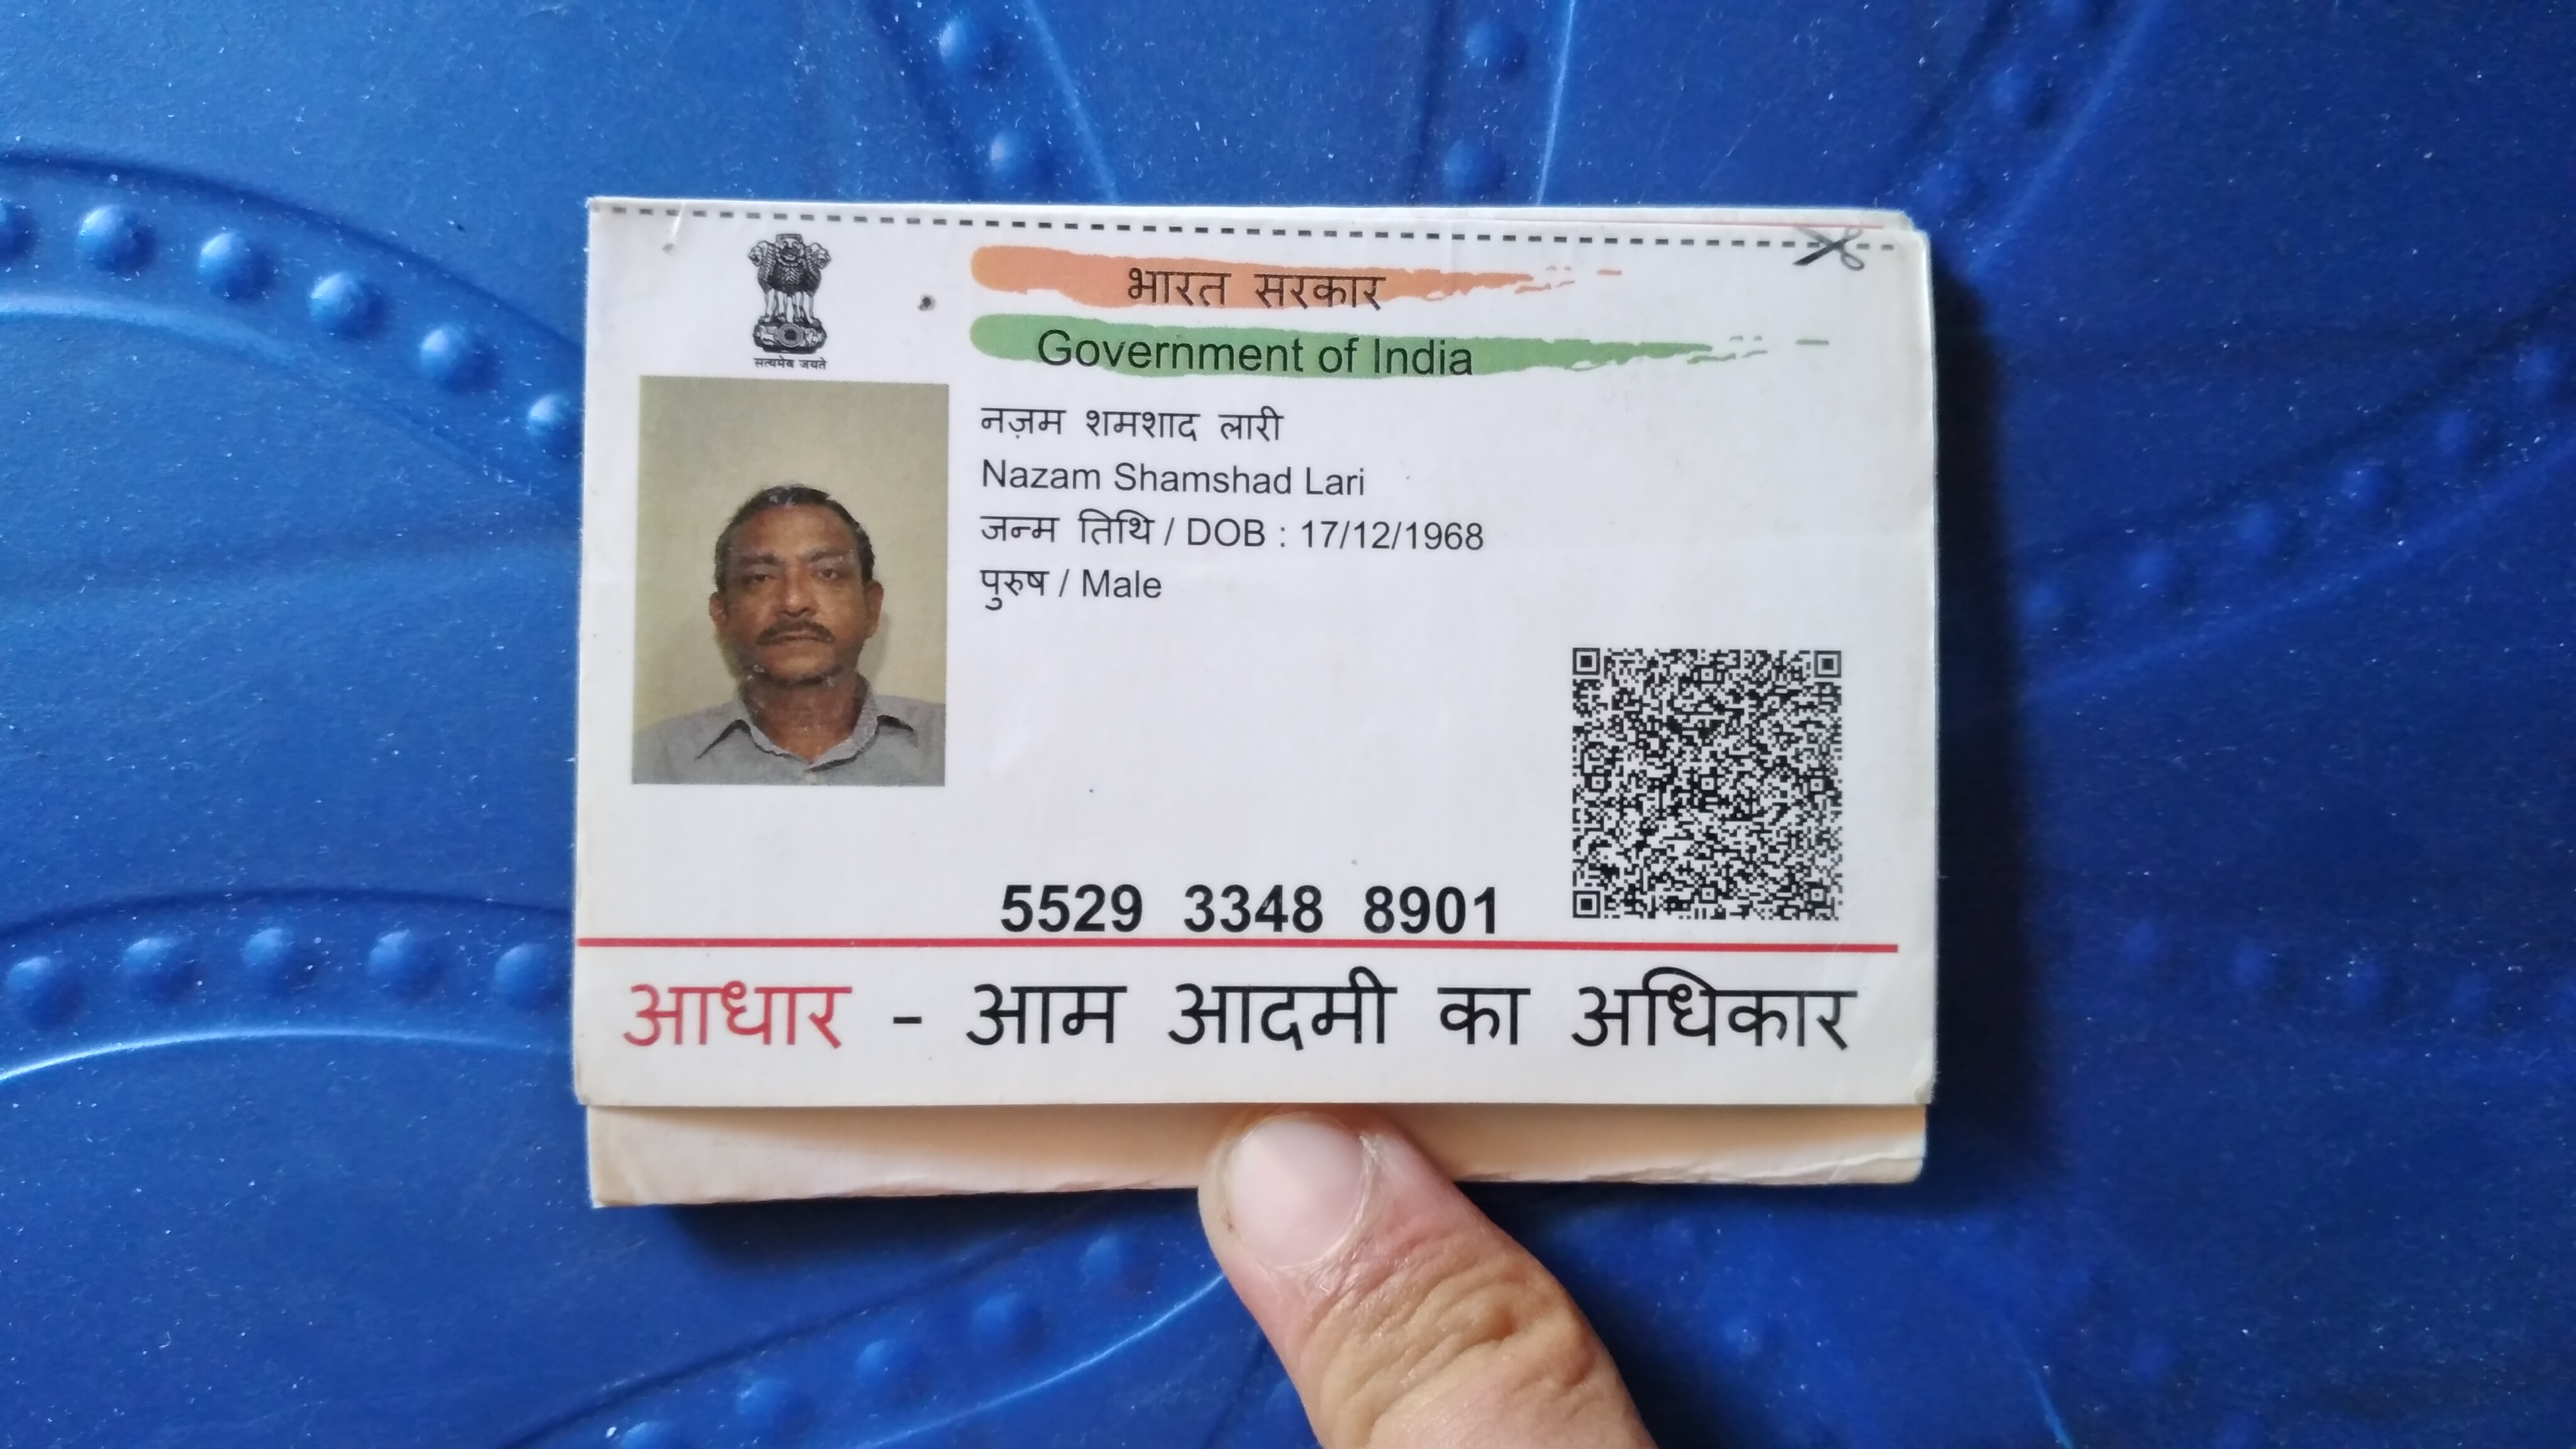 सत्यमेव जयते
भारत सरकार
Government of India
नज़म शमशाद लारी
Nazam Shamshad Lari
जन्म तिथि / DOB : 17/12/1968
पुरुष / Male
5529 3348 8901
आधार - आम आदमी का अधिकार